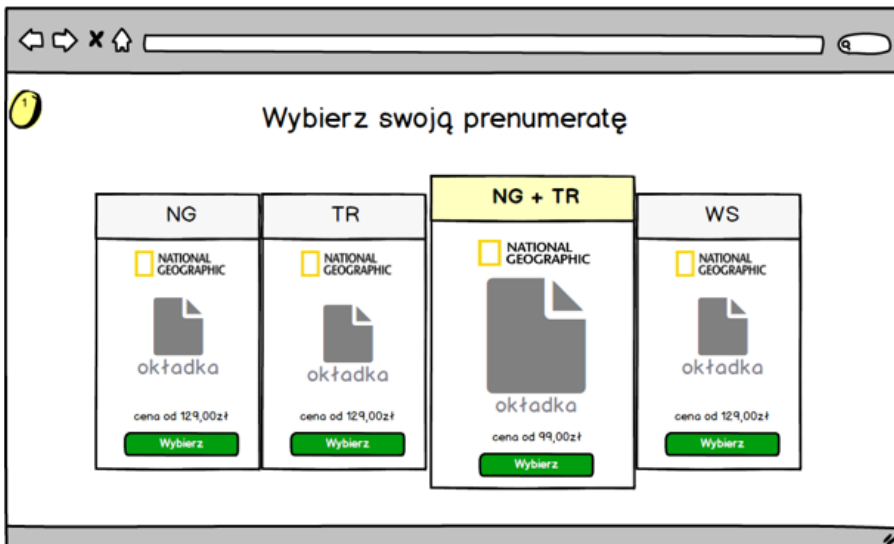 1
Wybierz swoją prenumeratę
NG
NATIONAL
GEOGRAPHIC
okładka
cena od 129,00zł
Wybierz
TR
NATIONAL
GEOGRAPHIC
okładka
cena od 129,00zł
Wybierz
NG + TR
NATIONAL
GEOGRAPHIC
okładka
cena od 99,00zł
Wybierz
WS
NATIONAL
GEOGRAPHIC
okładka
cena od 129,00zł
Wybierz